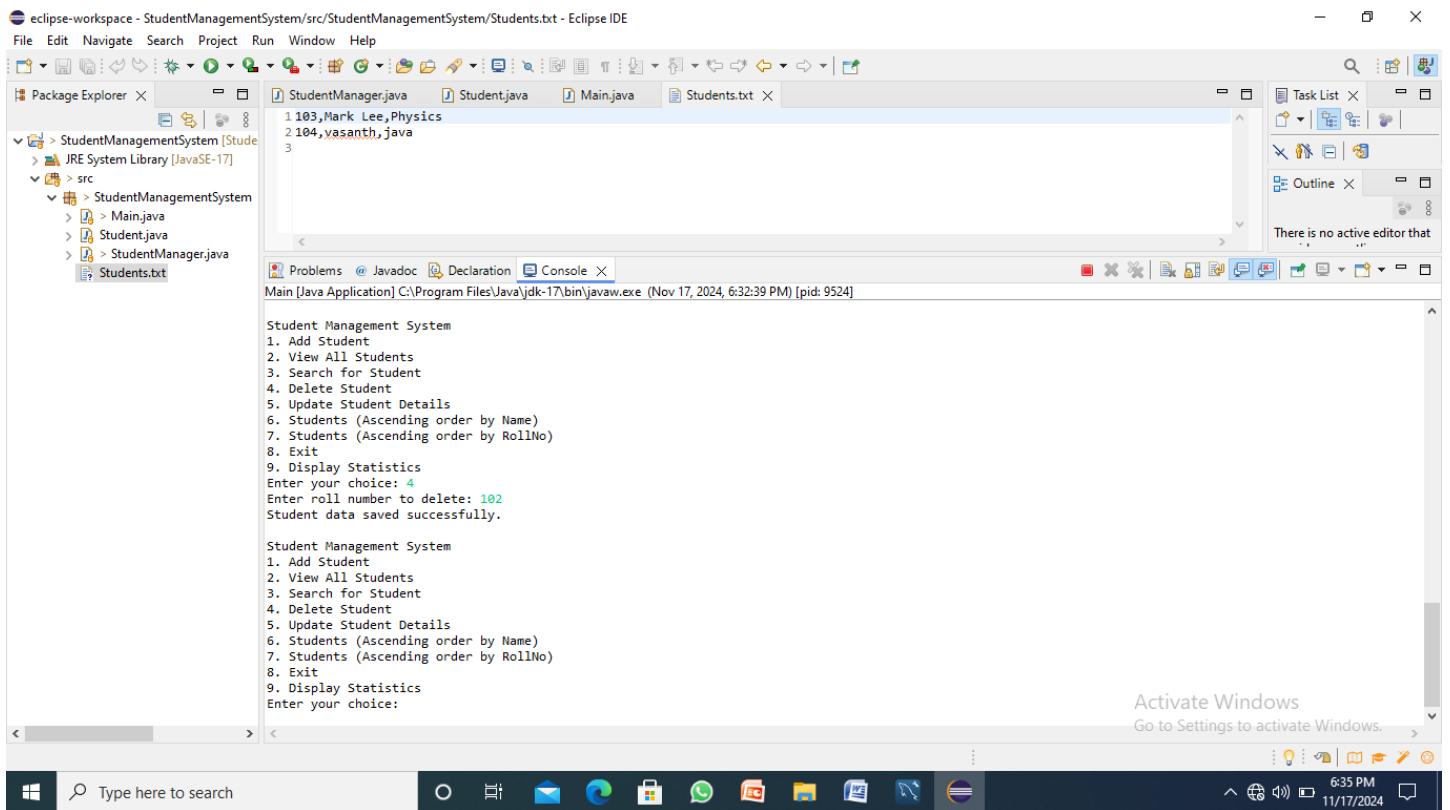 eclipse-workspace - StudentManagementSystem/src/StudentManagementSystem/Students.txt - Eclipse IDE
File Edit Navigate Search Project Run Window Help
Package Explorer
> StudentManagementSystem [Stude
JRE System Library [JavaSE-17]
> src
> StudentManagementSystem
> Main.java
Student.java
> StudentManager.java
Students.txt
StudentManager.java Student.java Main.java Students.txt
1 103,Mark Lee,Physics
2 104,vasanth,java
3
Task List
Outline
There is no active editor that
Problems @ Javadoc Declaration Console
Main [Java Application] C:\Program Files\Java\jdk-17\bin\javaw.exe (Nov 17, 2024, 6:32:39 PM) [pid: 9524]
Student Management System
1. Add Student
2. View All Students
3. Search for Student
4. Delete Student
5. Update Student Details
6. Students (Ascending order by Name)
7. Students (Ascending order by RollNo)
8. Exit
9. Display Statistics
Enter your choice: 4
Enter roll number to delete: 102
Student data saved successfully.
Student Management System
1. Add Student
2. View All Students
3. Search for Student
4. Delete Student
5. Update Student Details
6. Students (Ascending order by Name)
7. Students (Ascending order by RollNo)
8. Exit
9. Display Statistics
Enter your choice:
Activate Windows
Go to Settings to activate Windows.
Type here to search
6:35 PM
11/17/2024